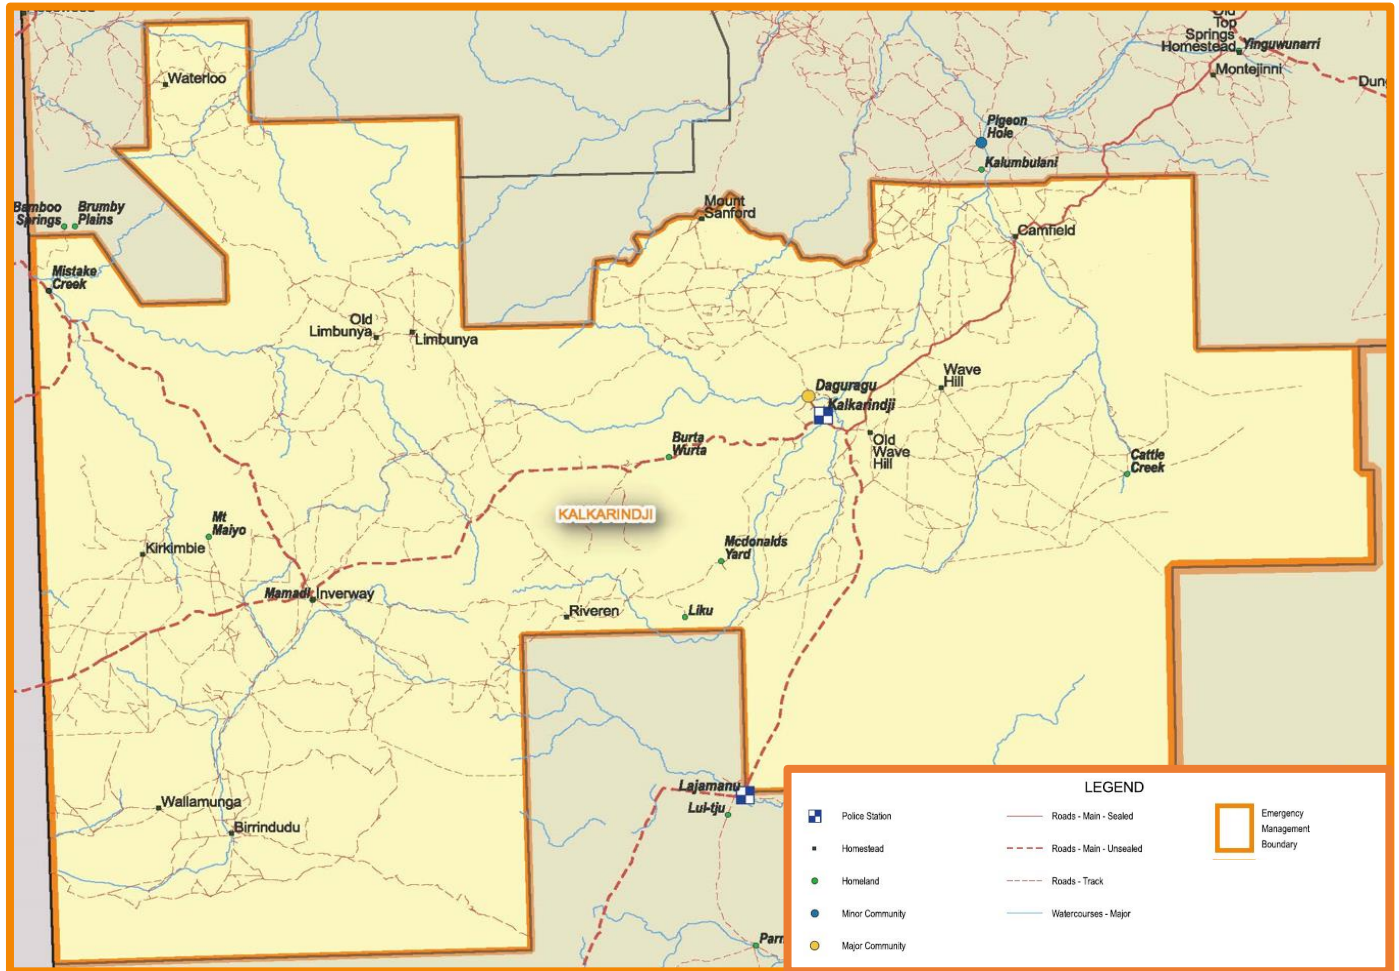 Old
Top
Springs
Homestead
Yinguwunarri
Montejinni
Waterloo
Pigeon
Hole
Kalumbulani
Bamboo
Springs
Brumby
Plains
Mount
Sanford
Camfield
Mistake
Creek
Old
Limbunya
Limbunya
Wave
Hill
Daguragu
Kalkarindji
Old
Wave
Hill
Burta
Wurta
Cattle
Creek
KALKARINDJI
Mt
Maiyo
Kirkimbie
Mcdonalds
Yard
Mamadi
Inverway
Riveren
Liku
Lajamanu
Lul-tju
Wallamunga
Birrindudu
LEGEND
Police Station
Homestead
Homeland
Minor Community
Major Community
Roads - Main - Sealed
Roads - Main - Unsealed
Roads - Track
Watercourses - Major
Emergency
Management
Boundary